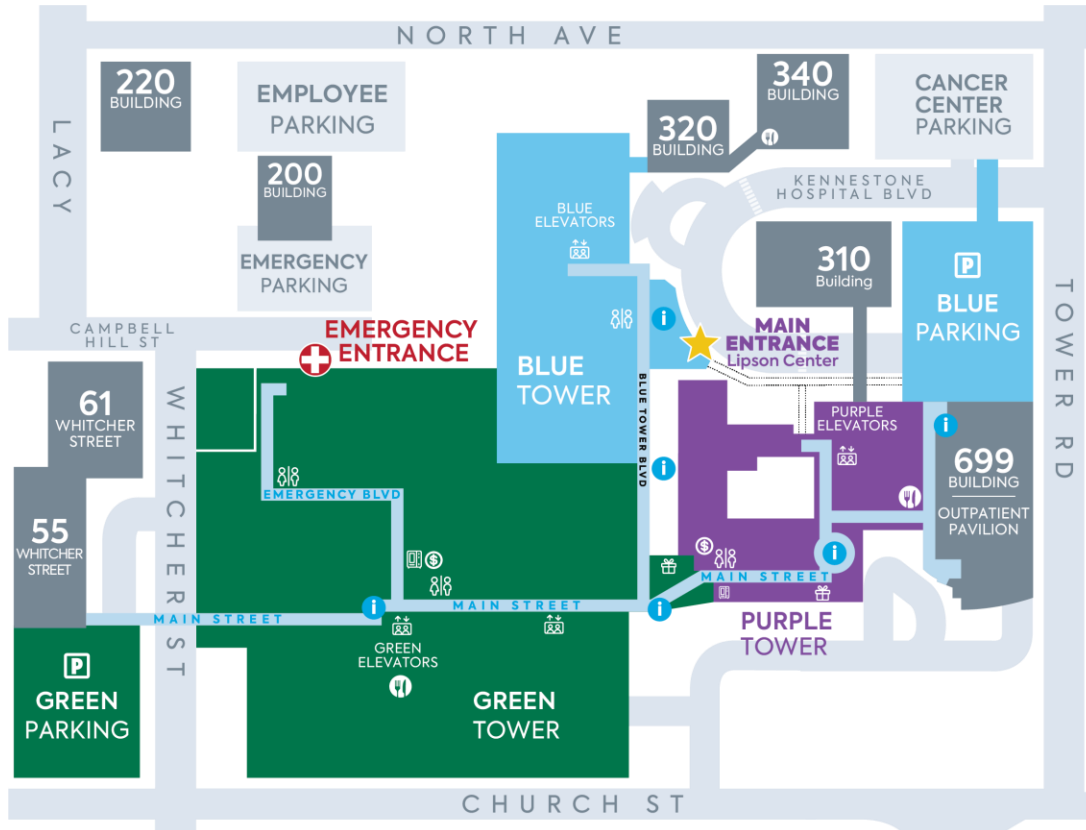 NORTH AVE
220
BUILDING
EMPLOYEE
PARKING
340
BUILDING
CANCER
CENTER
PARKING
320
BUILDING
LACY
200
BUILDING
KENNESTONE
HOSPITAL BLVD
BLUE
ELEVATORS
EMERGENCY
PARKING
310
Building
P
BLUE
PARKING
TOWER RD
CAMPBELL
HILL ST
EMERGENCY
ENTRANCE
i
MAIN
ENTRANCE
Lipson Center
BLUE
TOWER
BLUE TOWER BLVD
61
WHITCHER
STREET
WHITCHER ST
PURPLE
ELEVATORS
i
699
BUILDING
OUTPATIENT
PAVILION
i
EMERGENCY BLVD
55
WHITCHER
STREET
$
$
i
MAIN STREET
i
MAIN STREET
i
MAIN STREET
PURPLE
TOWER
GREEN
ELEVATORS
P
GREEN
PARKING
GREEN
TOWER
CHURCH ST